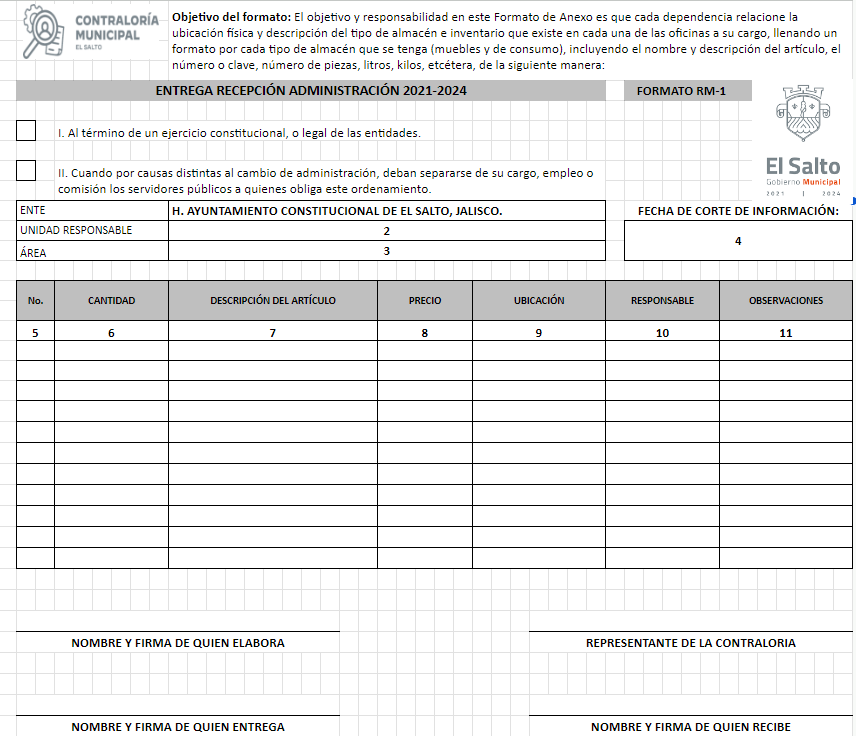 CONTRALORÍA
MUNICIPAL
EL SALTO
Objetivo del formato: El objetivo y responsabilidad en este Formato de Anexo es que cada dependencia relacione la
ubicación física y descripción del tipo de almacén e inventario que existe en cada una de las oficinas a su cargo, llenando un
formato por cada tipo de almacén que se tenga (muebles y de consumo), incluyendo el nombre y descripción del artículo, el
número o clave, número de piezas, litros, kilos, etcétera, de la siguiente manera:
ENTREGA RECEPCIÓN ADMINISTRACIÓN 2021-2024
FORMATO RM-1
I. Al término de un ejercicio constitucional, o legal de las entidades.
II. Cuando por causas distintas al cambio de administración, deban separarse de su cargo, empleo o
comisión los servidores públicos a quienes obliga este ordenamiento.
El Salto
Gobierno Municipal
2021 | 2024
ENTE H. AYUNTAMIENTO CONSTITUCIONAL DE EL SALTO, JALISCO.
FECHA DE CORTE DE INFORMACIÓN:
UNIDAD RESPONSABLE 2
4
ÁREA 3
No. CANTIDAD DESCRIPCIÓN DEL ARTÍCULO PRECIO UBICACIÓN RESPONSABLE OBSERVACIONES
5 6 7 8 9 10 11
NOMBRE Y FIRMA DE QUIEN ELABORA
REPRESENTANTE DE LA CONTRALORIA
NOMBRE Y FIRMA DE QUIEN ENTREGA
NOMBRE Y FIRMA DE QUIEN RECIBE